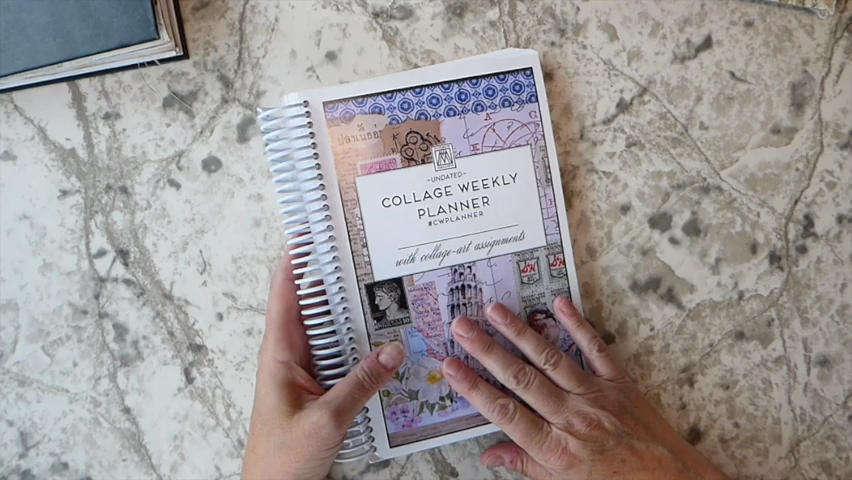 -UNDATED-
COLLAGE WEEKLY
PLANNER
#CWPLANNER
with collage-art assignments
A
G
S&H
S&H